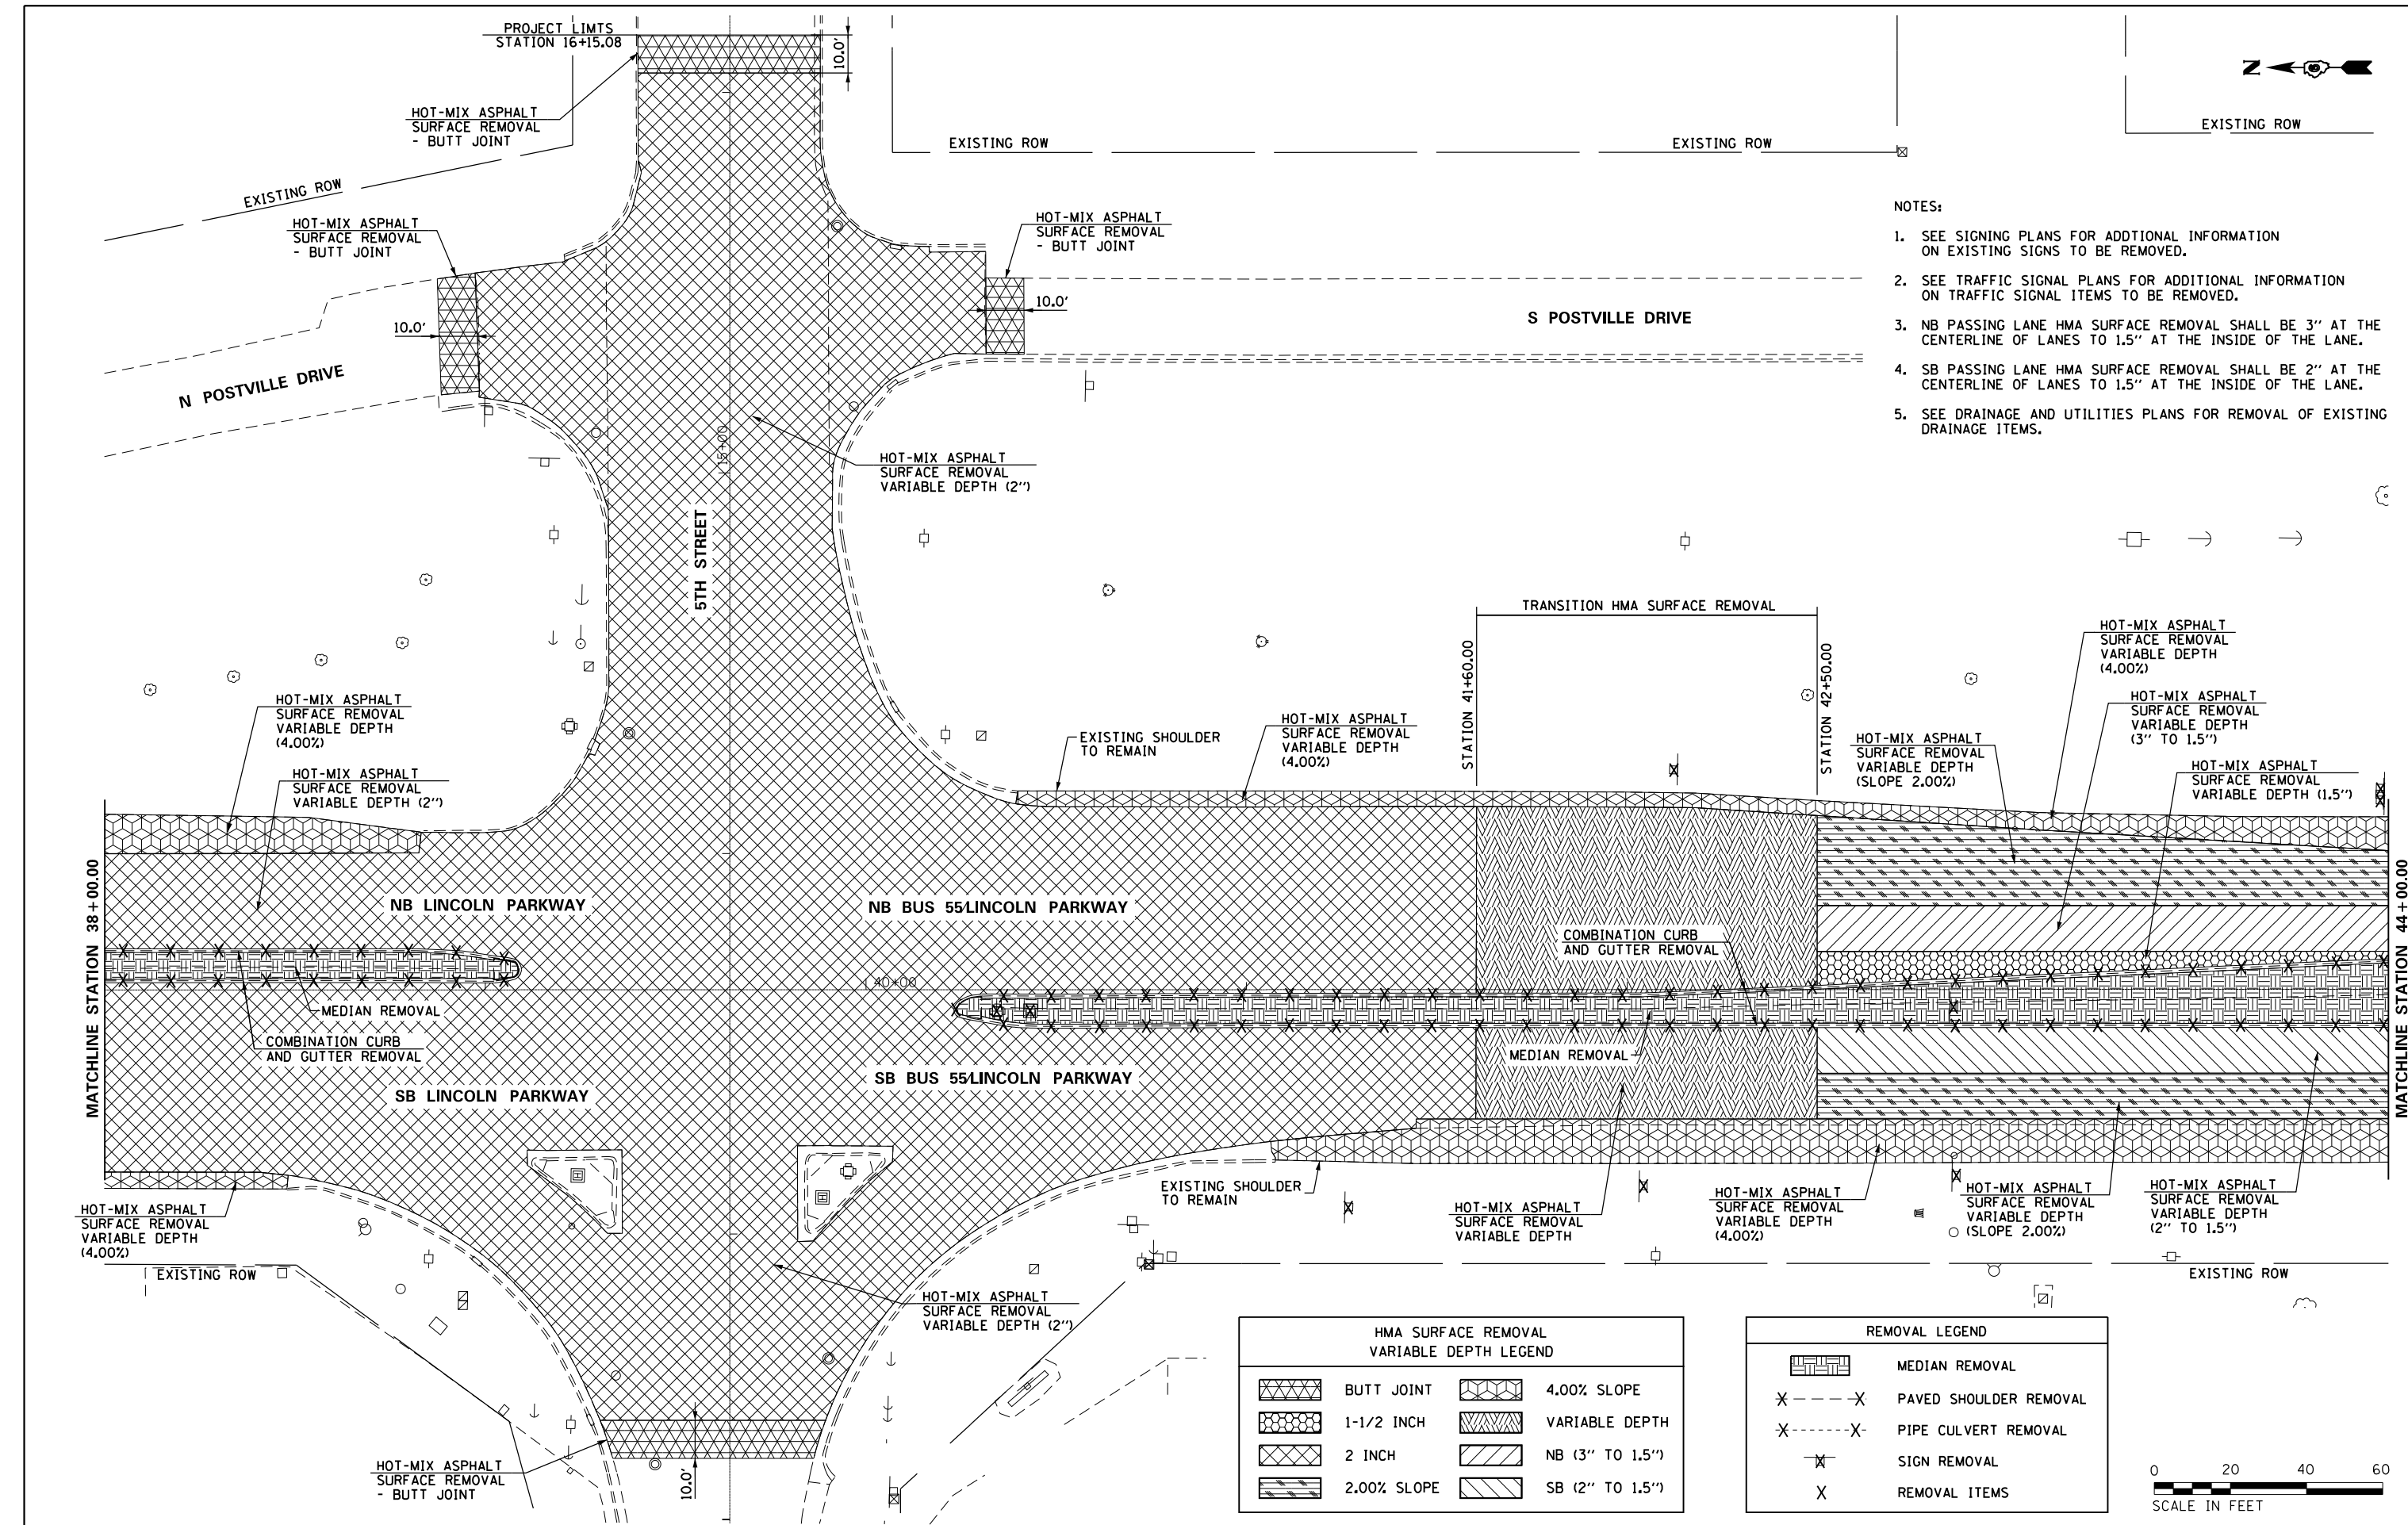 PROJECT LIMTS
STATION 16+15.08
10.0'
N
HOT-MIX ASPHALT
SURFACE REMOVAL
- BUTT JOINT
EXISTING ROW
EXISTING ROW
EXISTING ROW
EXISTING ROW
HOT-MIX ASPHALT
SURFACE REMOVAL
- BUTT JOINT
HOT-MIX ASPHALT
SURFACE REMOVAL
- BUTT JOINT
10.0'
10.0'
N POSTVILLE DRIVE
S POSTVILLE DRIVE
NOTES:
1. SEE SIGNING PLANS FOR ADDTIONAL INFORMATION
ON EXISTING SIGNS TO BE REMOVED.
2. SEE TRAFFIC SIGNAL PLANS FOR ADDITIONAL INFORMATION
ON TRAFFIC SIGNAL ITEMS TO BE REMOVED.
3. NB PASSING LANE HMA SURFACE REMOVAL SHALL BE 3'' AT THE
CENTERLINE OF LANES TO 1.5'' AT THE INSIDE OF THE LANE.
4. SB PASSING LANE HMA SURFACE REMOVAL SHALL BE 2'' AT THE
CENTERLINE OF LANES TO 1.5'' AT THE INSIDE OF THE LANE.
5. SEE DRAINAGE AND UTILITIES PLANS FOR REMOVAL OF EXISTING
DRAINAGE ITEMS.
15+00
HOT-MIX ASPHALT
SURFACE REMOVAL
VARIABLE DEPTH (2'')
5TH STREET
TRANSITION HMA SURFACE REMOVAL
STATION 41+60.00
STATION 42+50.00
HOT-MIX ASPHALT
SURFACE REMOVAL
VARIABLE DEPTH
(4.00%)
HOT-MIX ASPHALT
SURFACE REMOVAL
VARIABLE DEPTH
(3'' TO 1.5'')
HOT-MIX ASPHALT
SURFACE REMOVAL
VARIABLE DEPTH
(4.00%)
EXISTING SHOULDER
TO REMAIN
HOT-MIX ASPHALT
SURFACE REMOVAL
VARIABLE DEPTH
(4.00%)
HOT-MIX ASPHALT
SURFACE REMOVAL
VARIABLE DEPTH
(SLOPE 2.00%)
HOT-MIX ASPHALT
SURFACE REMOVAL
VARIABLE DEPTH (1.5'')
HOT-MIX ASPHALT
SURFACE REMOVAL
VARIABLE DEPTH (2'')
MATCHLINE STATION 38+00.00
MATCHLINE STATION 44+00.00
NB LINCOLN PARKWAY
NB BUS 55/LINCOLN PARKWAY
COMBINATION CURB
AND GUTTER REMOVAL
40+00
MEDIAN REMOVAL
COMBINATION CURB
AND GUTTER REMOVAL
MEDIAN REMOVAL
SB LINCOLN PARKWAY
SB BUS 55/LINCOLN PARKWAY
HOT-MIX ASPHALT
SURFACE REMOVAL
VARIABLE DEPTH
(4.00%)
EXISTING SHOULDER
TO REMAIN
HOT-MIX ASPHALT
SURFACE REMOVAL
VARIABLE DEPTH
HOT-MIX ASPHALT
SURFACE REMOVAL
VARIABLE DEPTH
(4.00%)
HOT-MIX ASPHALT
SURFACE REMOVAL
VARIABLE DEPTH
(SLOPE 2.00%)
HOT-MIX ASPHALT
SURFACE REMOVAL
VARIABLE DEPTH
(2'' TO 1.5'')
EXISTING ROW
EXISTING ROW
HOT-MIX ASPHALT
SURFACE REMOVAL
VARIABLE DEPTH (2'')
HOT-MIX ASPHALT
SURFACE REMOVAL
- BUTT JOINT
10.0'
HMA SURFACE REMOVAL
VARIABLE DEPTH LEGEND
BUTT JOINT
4.00% SLOPE
1-1/2 INCH
VARIABLE DEPTH
2 INCH
NB (3'' TO 1.5'')
2.00% SLOPE
SB (2'' TO 1.5'')
REMOVAL LEGEND
MEDIAN REMOVAL
PAVED SHOULDER REMOVAL
PIPE CULVERT REMOVAL
SIGN REMOVAL
X REMOVAL ITEMS
0 20 40 60
SCALE IN FEET